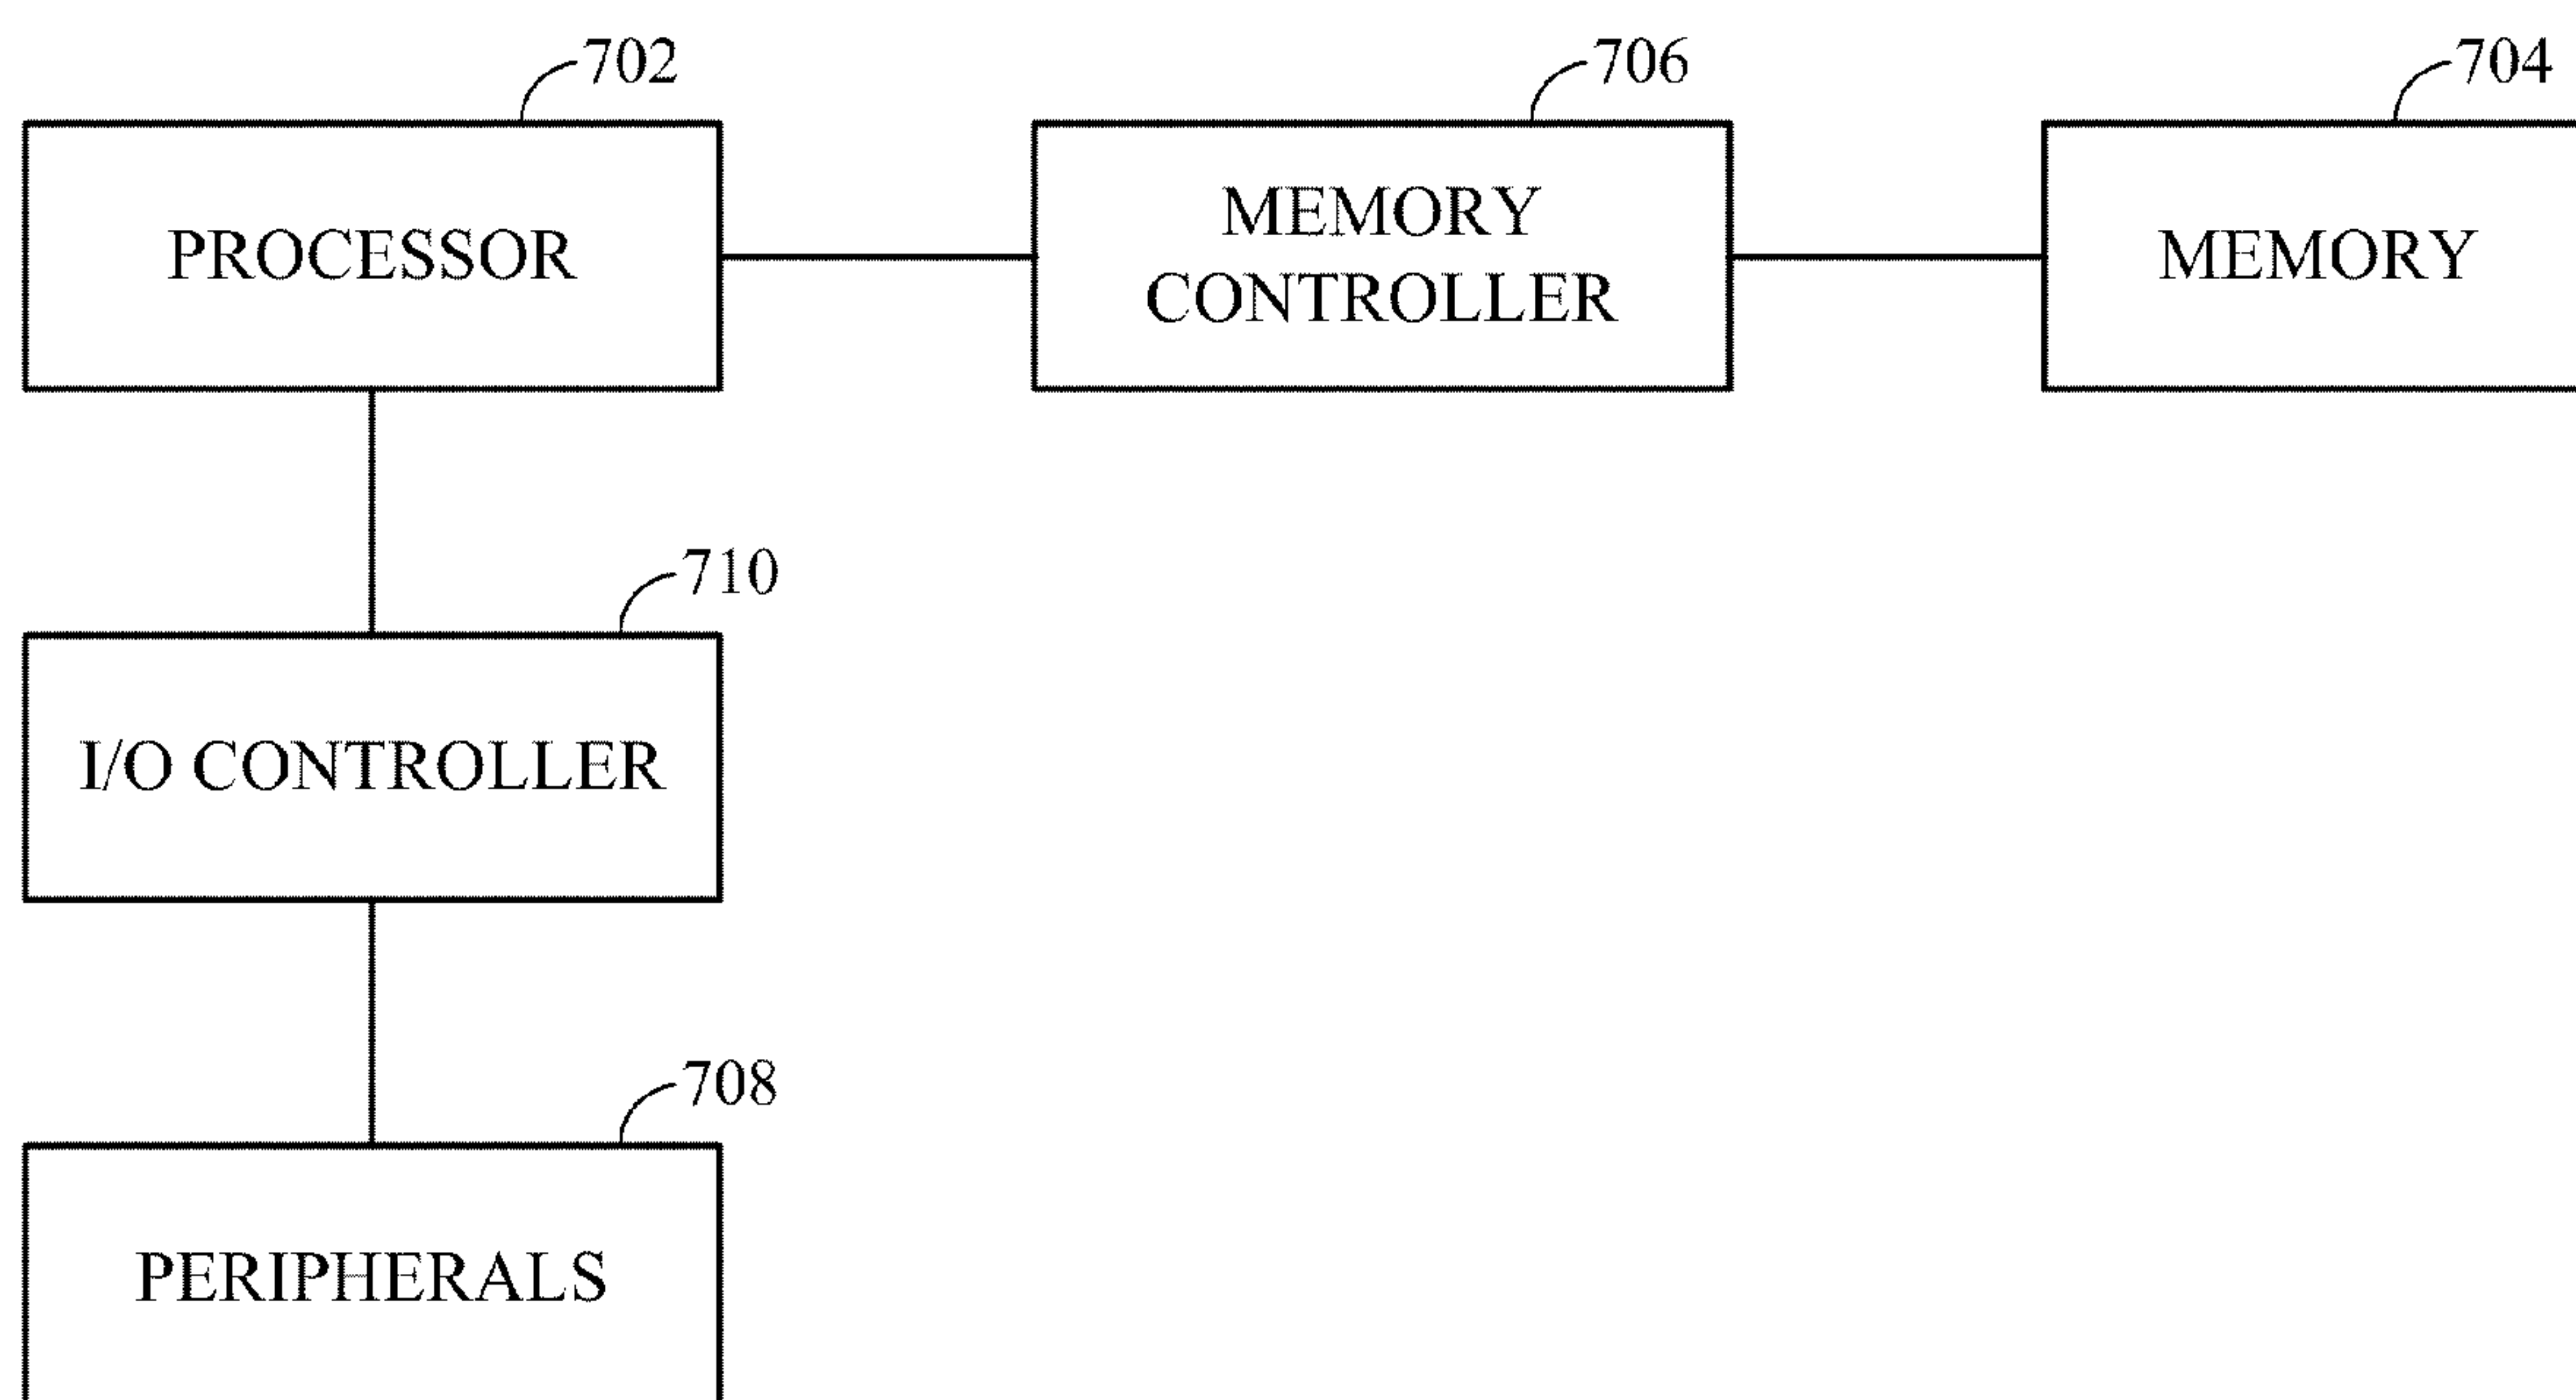 702
706
704
PROCESSOR
MEMORY
CONTROLLER
MEMORY
710
I/O CONTROLLER
708
PERIPHERALS